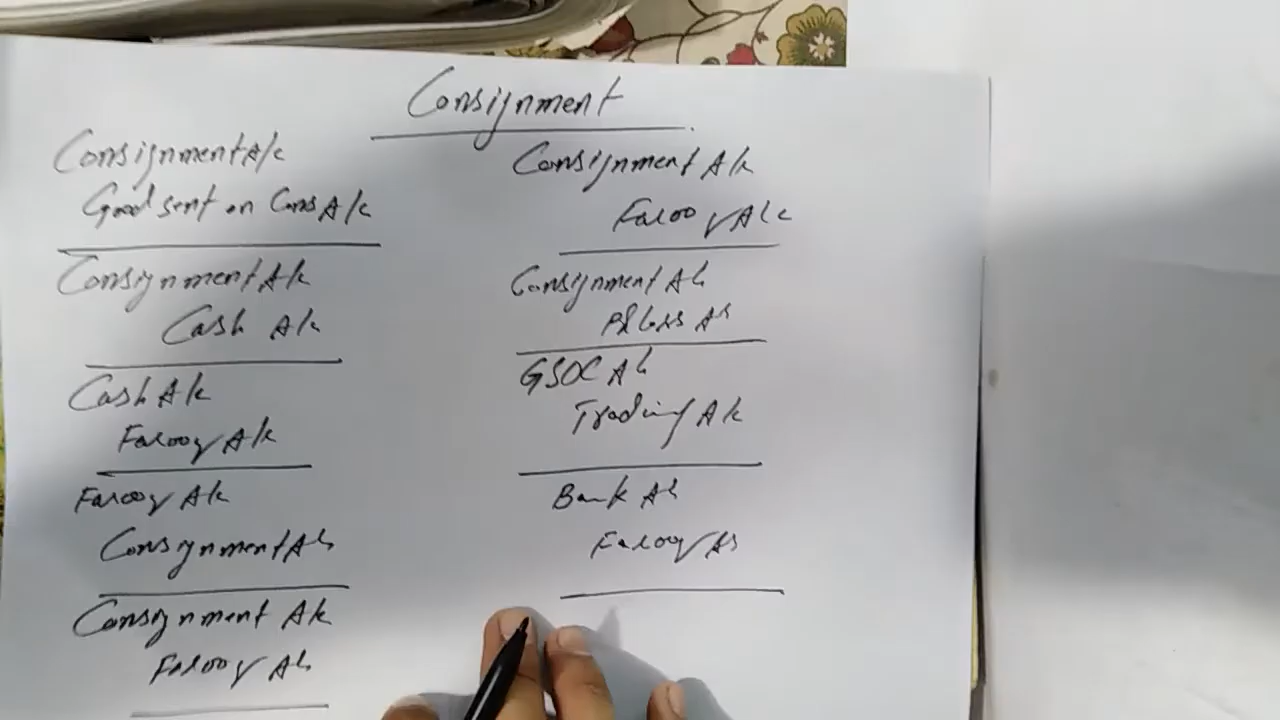 Consignment
Consignment A/c
Good sent on Cons A/c
Consignment A/c
Cash A/c
Cash A/c
Farooq A/c
Farooq A/c
Consignment A/c
Consignment A/c
Farooq A/c
Consignment A/c
Farooq A/c
Consignment A/c
P&Loss A/c
GSOC A/c
Trading A/c
Bank A/c
Farooq A/c